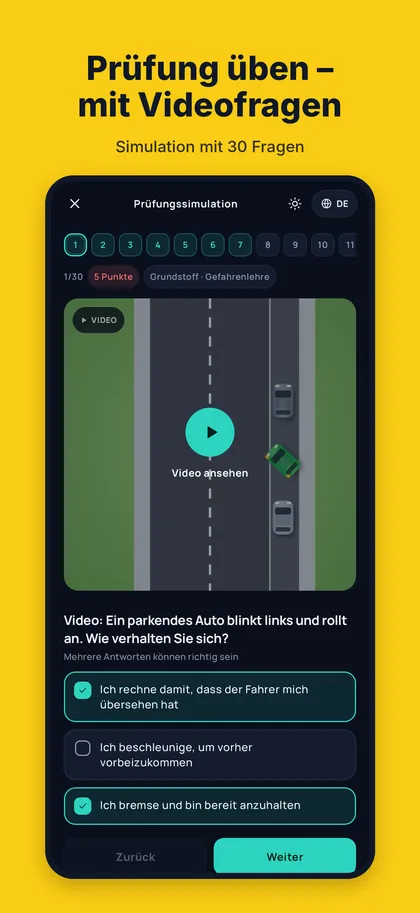 Prüfung üben –
mit Videofragen
Simulation mit 30 Fragen
Prüfungssimulation
DE
1 2 3 4 5 6 7 8 9 10 11
1/30 5 Punkte Grundstoff · Gefahrenlehre
VIDEO
Video ansehen
Video: Ein parkendes Auto blinkt links und rollt
an. Wie verhalten Sie sich?
Mehrere Antworten können richtig sein
Ich rechne damit, dass der Fahrer mich
übersehen hat
Ich beschleunige, um vorher
vorbeizukommen
Ich bremse und bin bereit anzuhalten
Zurück
Weiter